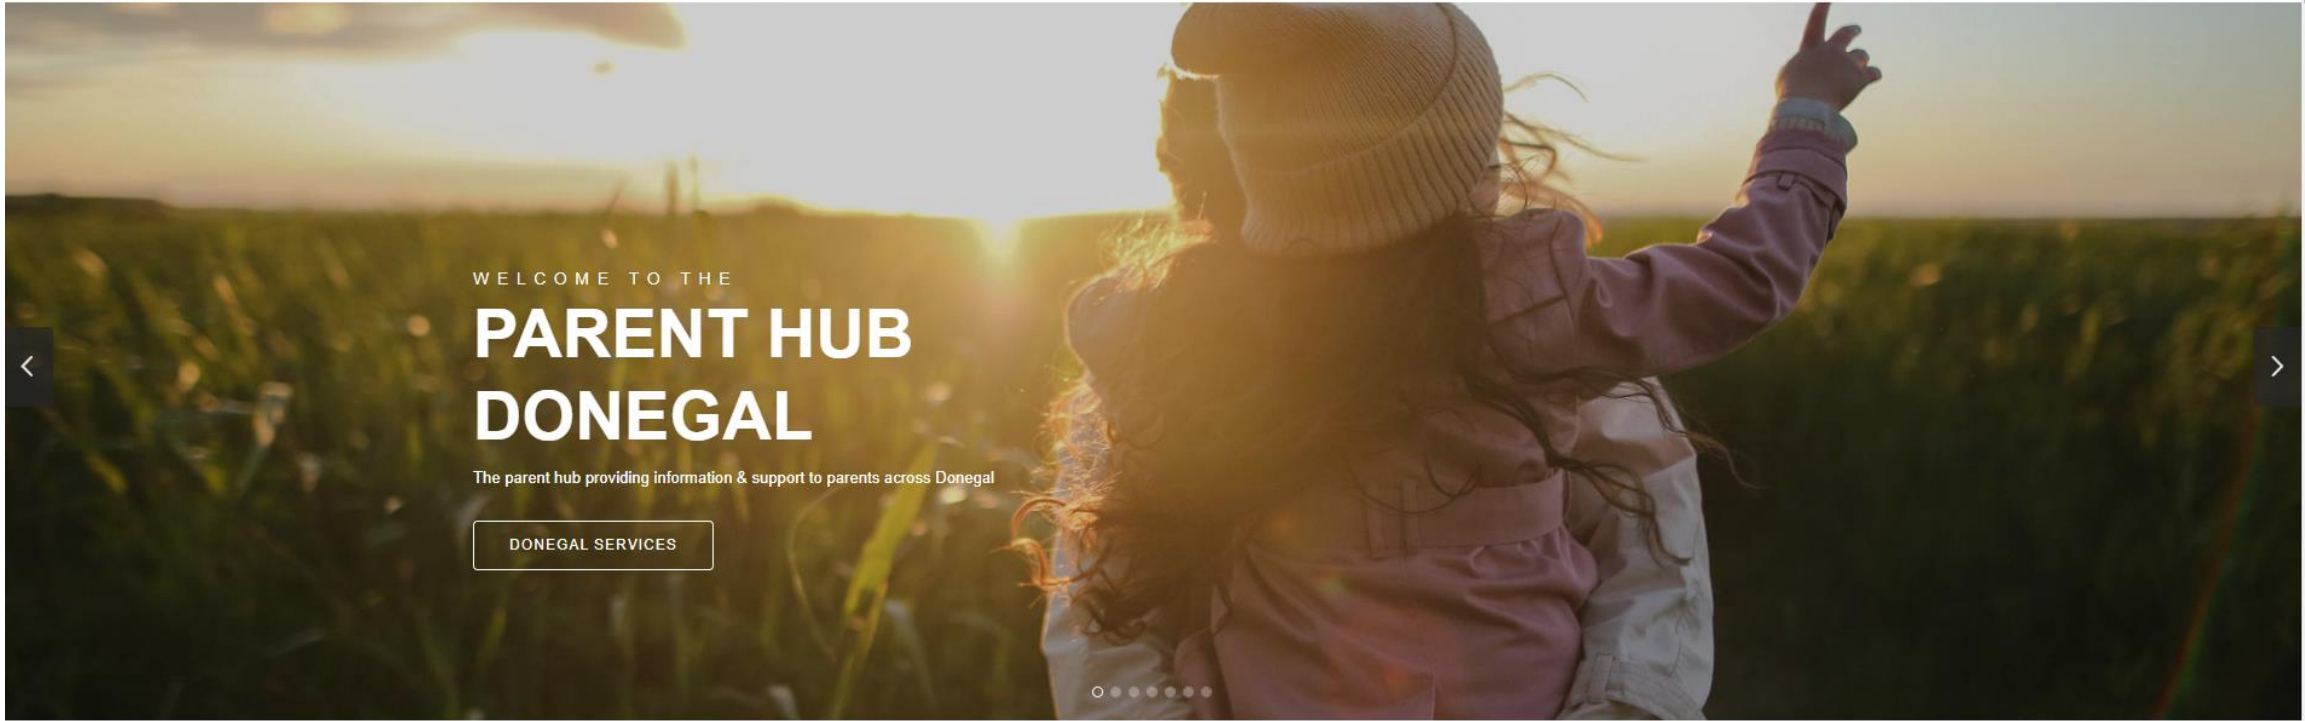 WELCOME TO THE
PARENT HUB
DONEGAL
The parent hub providing information & support to parents across Donegal
DONEGAL SERVICES